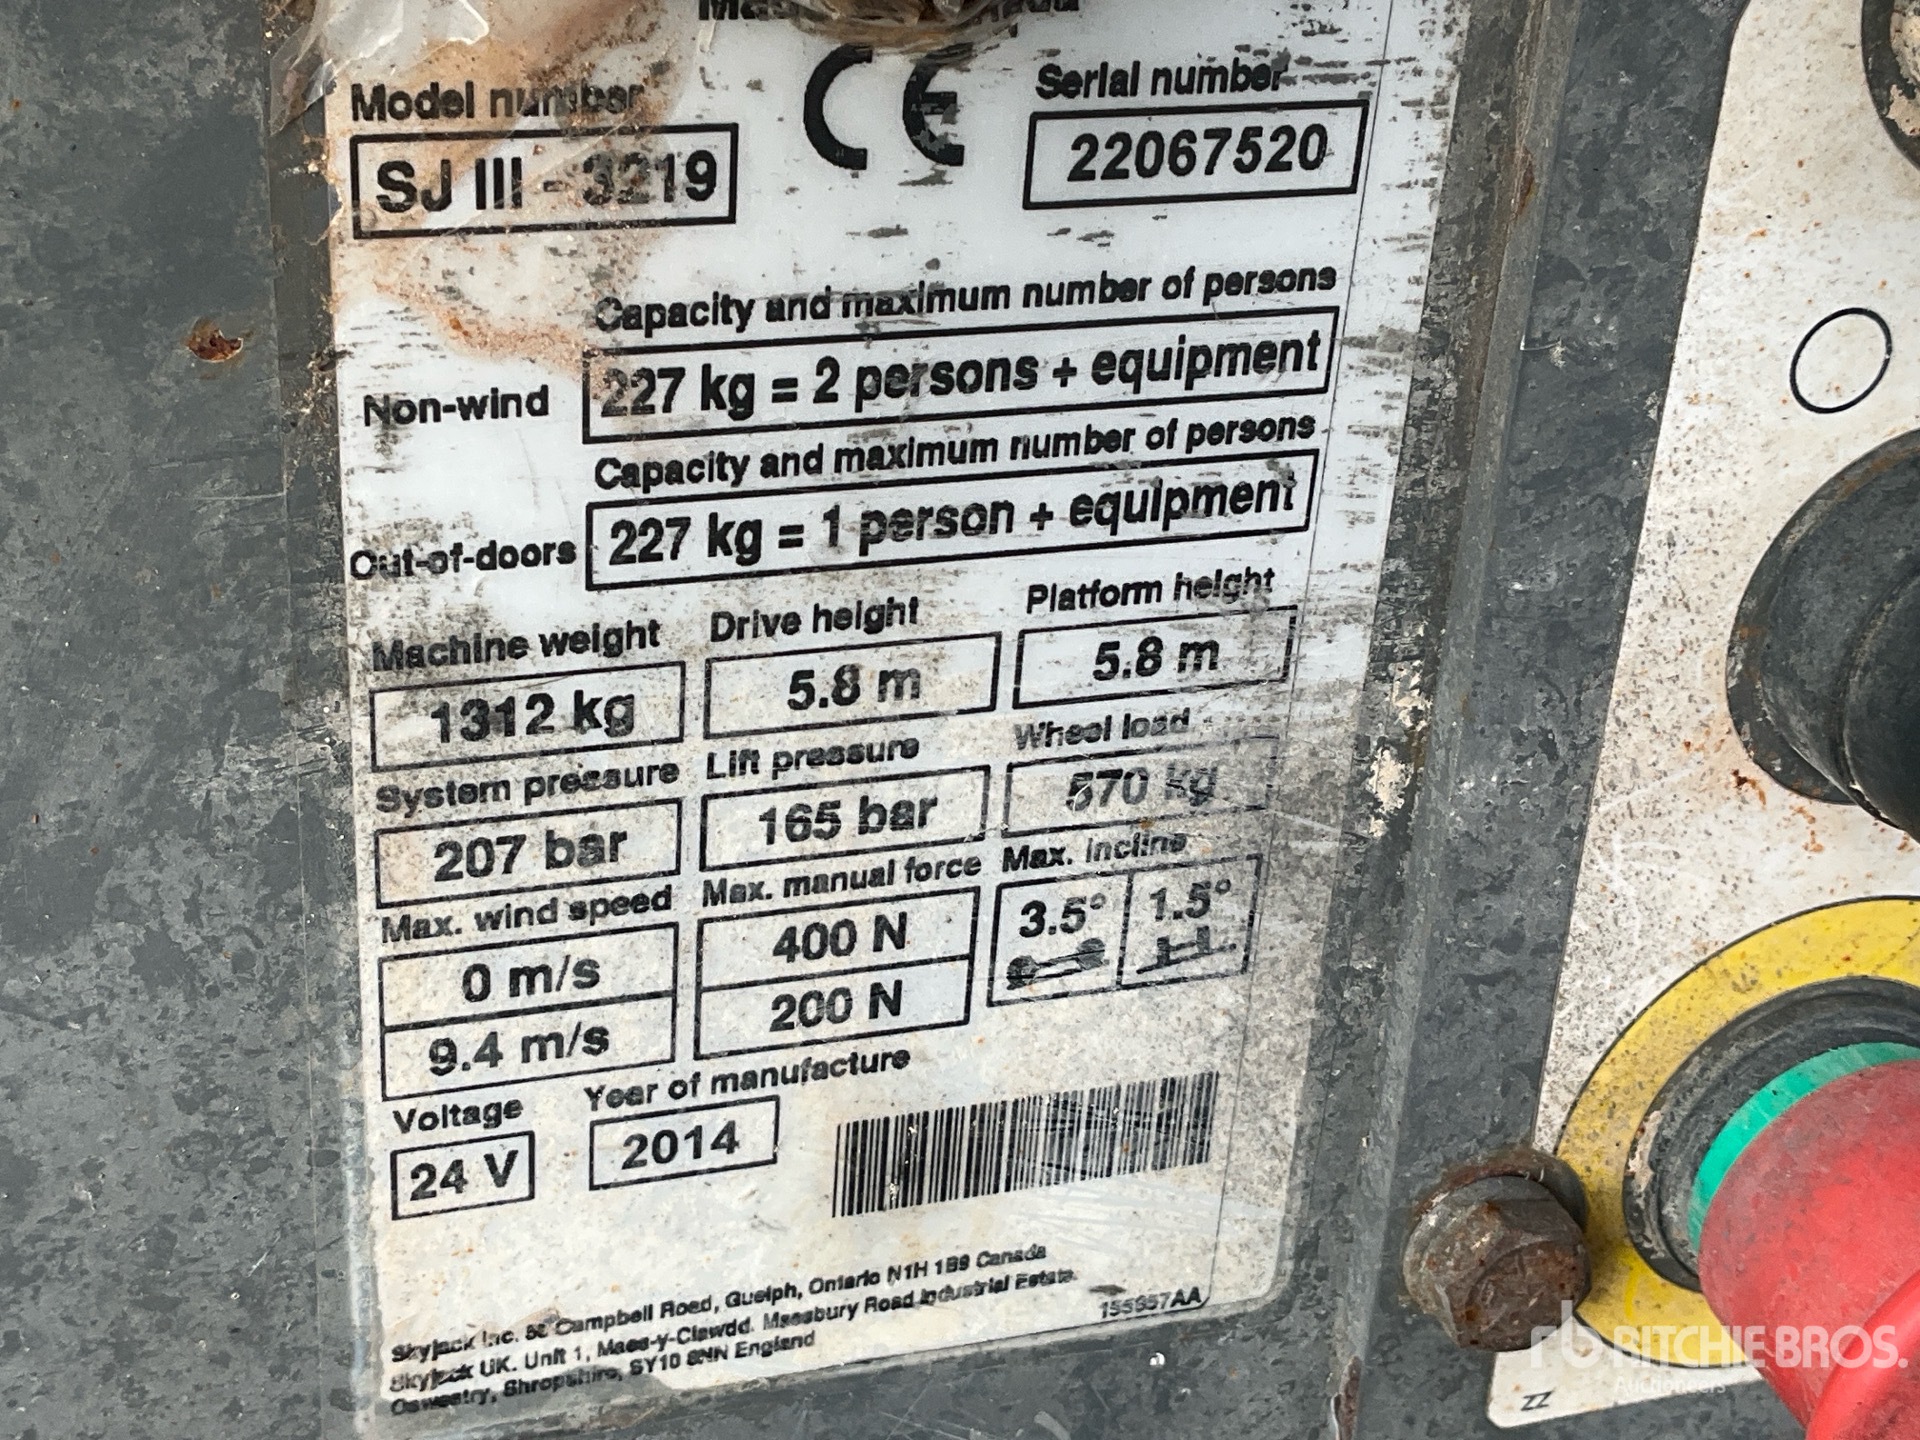 CE
Model number
Serial number
SJ III - 3219
22067520
Capacity and maximum number of persons
Non-wind
227 kg = 2 persons + equipment
Capacity and maximum number of persons
Out-of-doors
227 kg = 1 person + equipment
Machine weight
Drive height
Platform height
1312 kg
5.8 m
5.8 m
System pressure
Lift pressure
Wheel load
207 bar
165 bar
570 kg
Max. wind speed
Max. manual force
Max. incline
0 m/s
400 N
3.5°
1.5°
9.4 m/s
200 N
Voltage
Year of manufacture
24 V
2014
Skyjack Inc. Campbell Road, Guelph, Ontario N1H 1B9 Canada
Skyjack UK. Unit 1, Maes-y-Clawdd. Maesbury Road Industrial Estate.
Oswestry, Shropshire, SY10 8NN England
ZZ
rb RITCHIE BROS.
Auctioneers